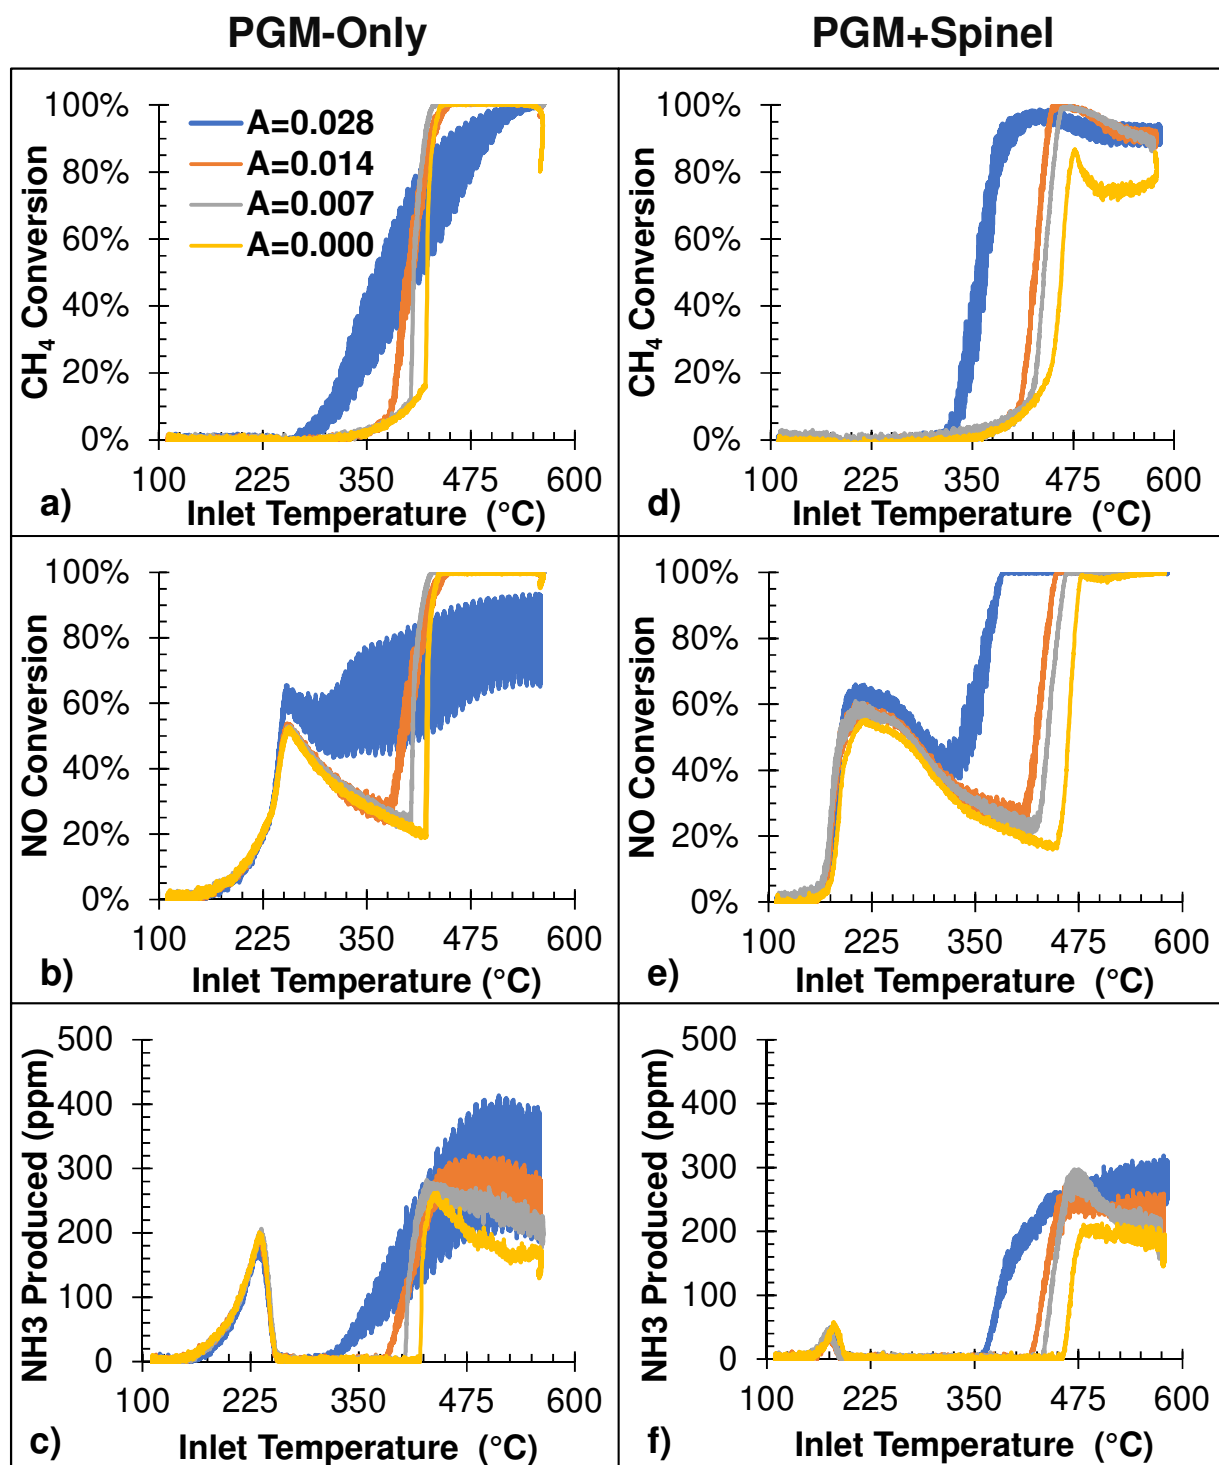 PGM-Only
PGM+Spinel
CH4 Conversion
100%
80%
60%
40%
20%
0%
A=0.028
A=0.014
A=0.007
A=0.000
100 225 350 475 600
a) Inlet Temperature (°C)
CH4 Conversion
100%
80%
60%
40%
20%
0%
100 225 350 475 600
d) Inlet Temperature (°C)
NO Conversion
100%
80%
60%
40%
20%
0%
100 225 350 475 600
b) Inlet Temperature (°C)
NO Conversion
100%
80%
60%
40%
20%
0%
100 225 350 475 600
e) Inlet Temperature (°C)
NH3 Produced (ppm)
500
400
300
200
100
0
100 225 350 475 600
c) Inlet Temperature (°C)
NH3 Produced (ppm)
500
400
300
200
100
0
100 225 350 475 600
f) Inlet Temperature (°C)